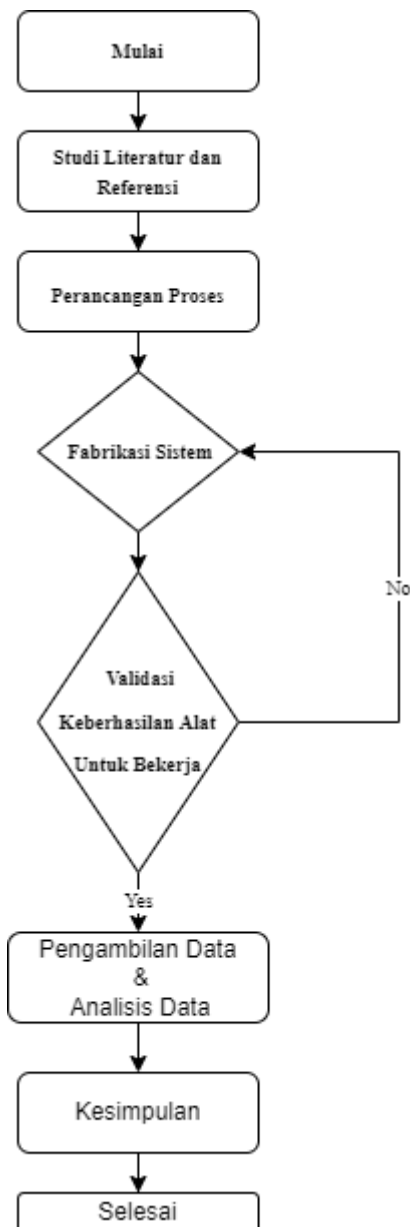 Mulai
Studi Literatur dan
Referensi
Perancangan Proses
Fabrikasi Sistem
No
Validasi
Keberhasilan Alat
Untuk Bekerja
Yes
Pengambilan Data
&
Analisis Data
Kesimpulan
Selesai